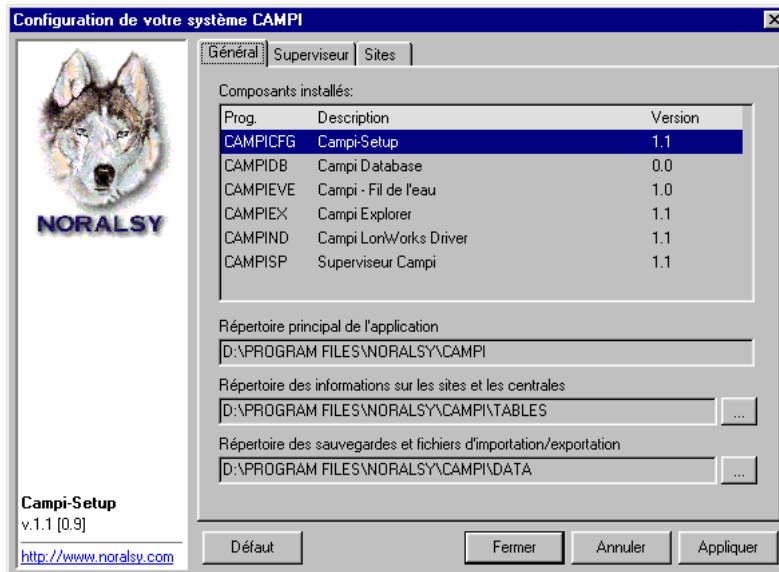 Configuration de votre système CAMPI
Général Superviseur Sites
Composants installés:
Prog. Description Version
CAMPICFG Campi-Setup 1.1
CAMPIDB Campi Database 0.0
CAMPIEVE Campi - Fil de l'eau 1.0
CAMPIEX Campi Explorer 1.1
CAMPIND Campi LonWorks Driver 1.1
CAMPISP Superviseur Campi 1.1
NORALSY
Répertoire principal de l'application
D:\PROGRAM FILES\NORALSY\CAMPI
Répertoire des informations sur les sites et les centrales
D:\PROGRAM FILES\NORALSY\CAMPI\TABLES
...
Répertoire des sauvegardes et fichiers d'importation/exportation
D:\PROGRAM FILES\NORALSY\CAMPI\DATA
...
Campi-Setup
v.1.1 [0.9]
http://www.noralsy.com
Défaut Fermer Annuler Appliquer